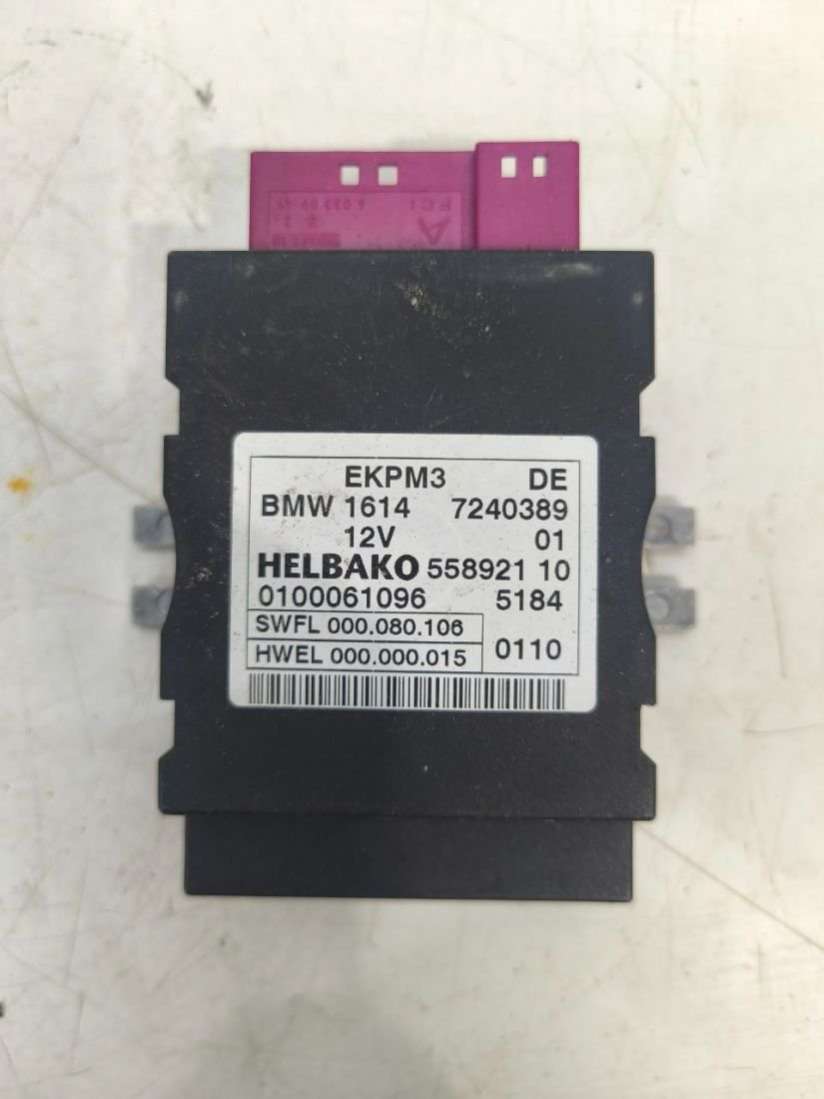 FCI
A
EKPM3 DE
BMW 1614 7240389
12V 01
HELBAKO 558921 10
0100061096 5184
SWFL 000.080.106
HWEL 000.000.015 0110